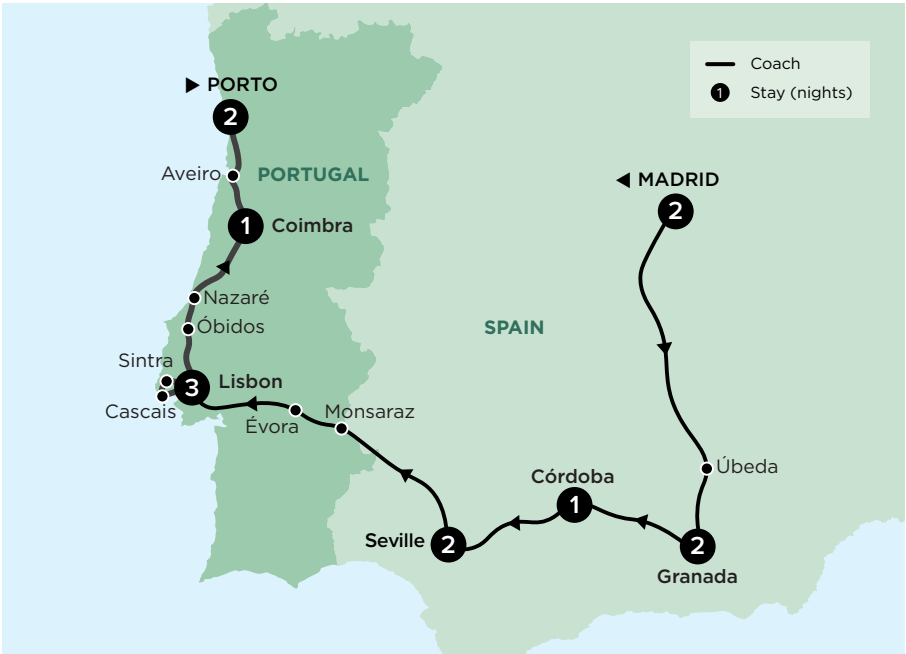 Coach
1 Stay (nights)
PORTO
2
Aveiro
PORTUGAL
MADRID
2
1
Coimbra
Nazaré
Óbidos
SPAIN
Sintra
3
Lisbon
Cascais
Évora
Monsaraz
Úbeda
Córdoba
1
Seville
2
2
Granada